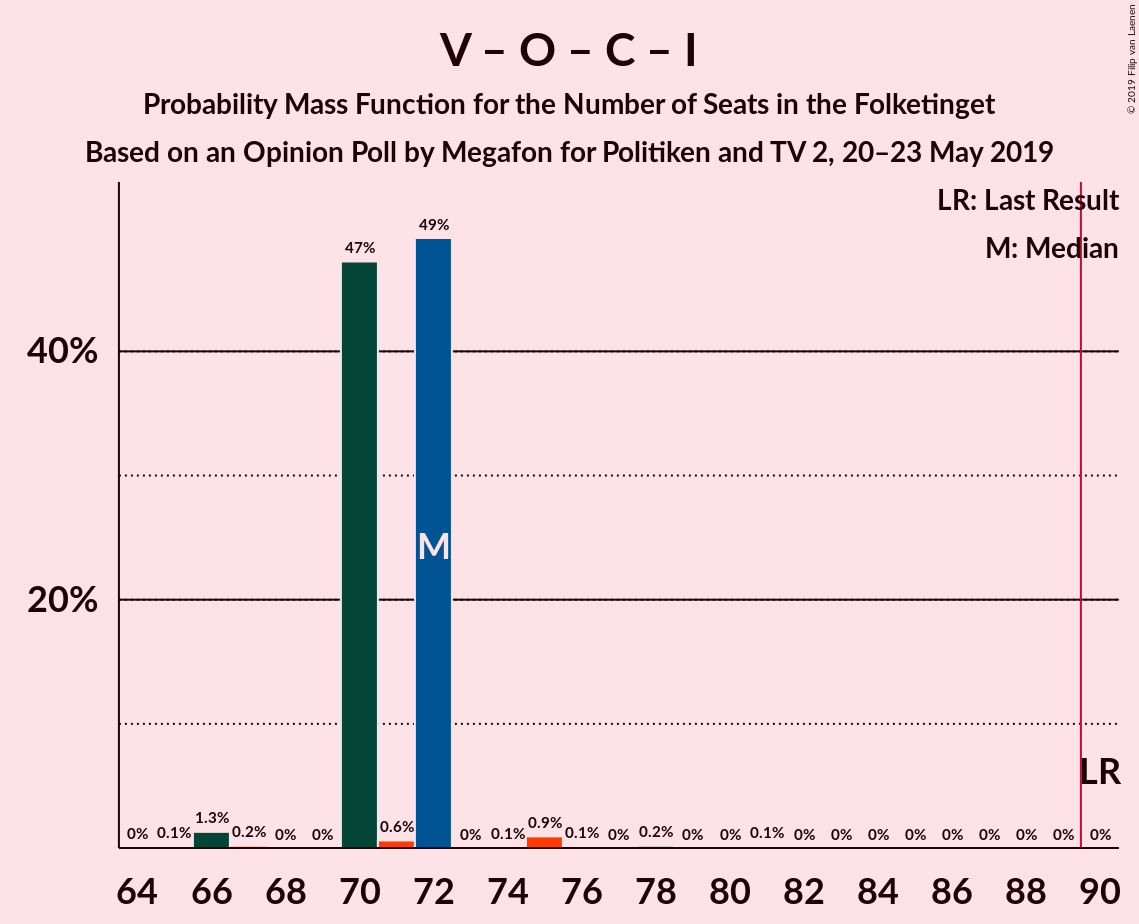 V – O – C – I
Probability Mass Function for the Number of Seats in the Folketinget
Based on an Opinion Poll by Megafon for Politiken and TV 2, 20–23 May 2019
© 2019 Filip van Laenen
LR: Last Result
M: Median
40%
20%
0% 0.1% 1.3% 0.2% 0% 0% 47% 0.6% 49% 0% 0.1% 0.9% 0.1% 0% 0.2% 0% 0% 0.1% 0% 0% 0% 0% 0% 0% 0% 0% 0%
M
LR
64 66 68 70 72 74 76 78 80 82 84 86 88 90